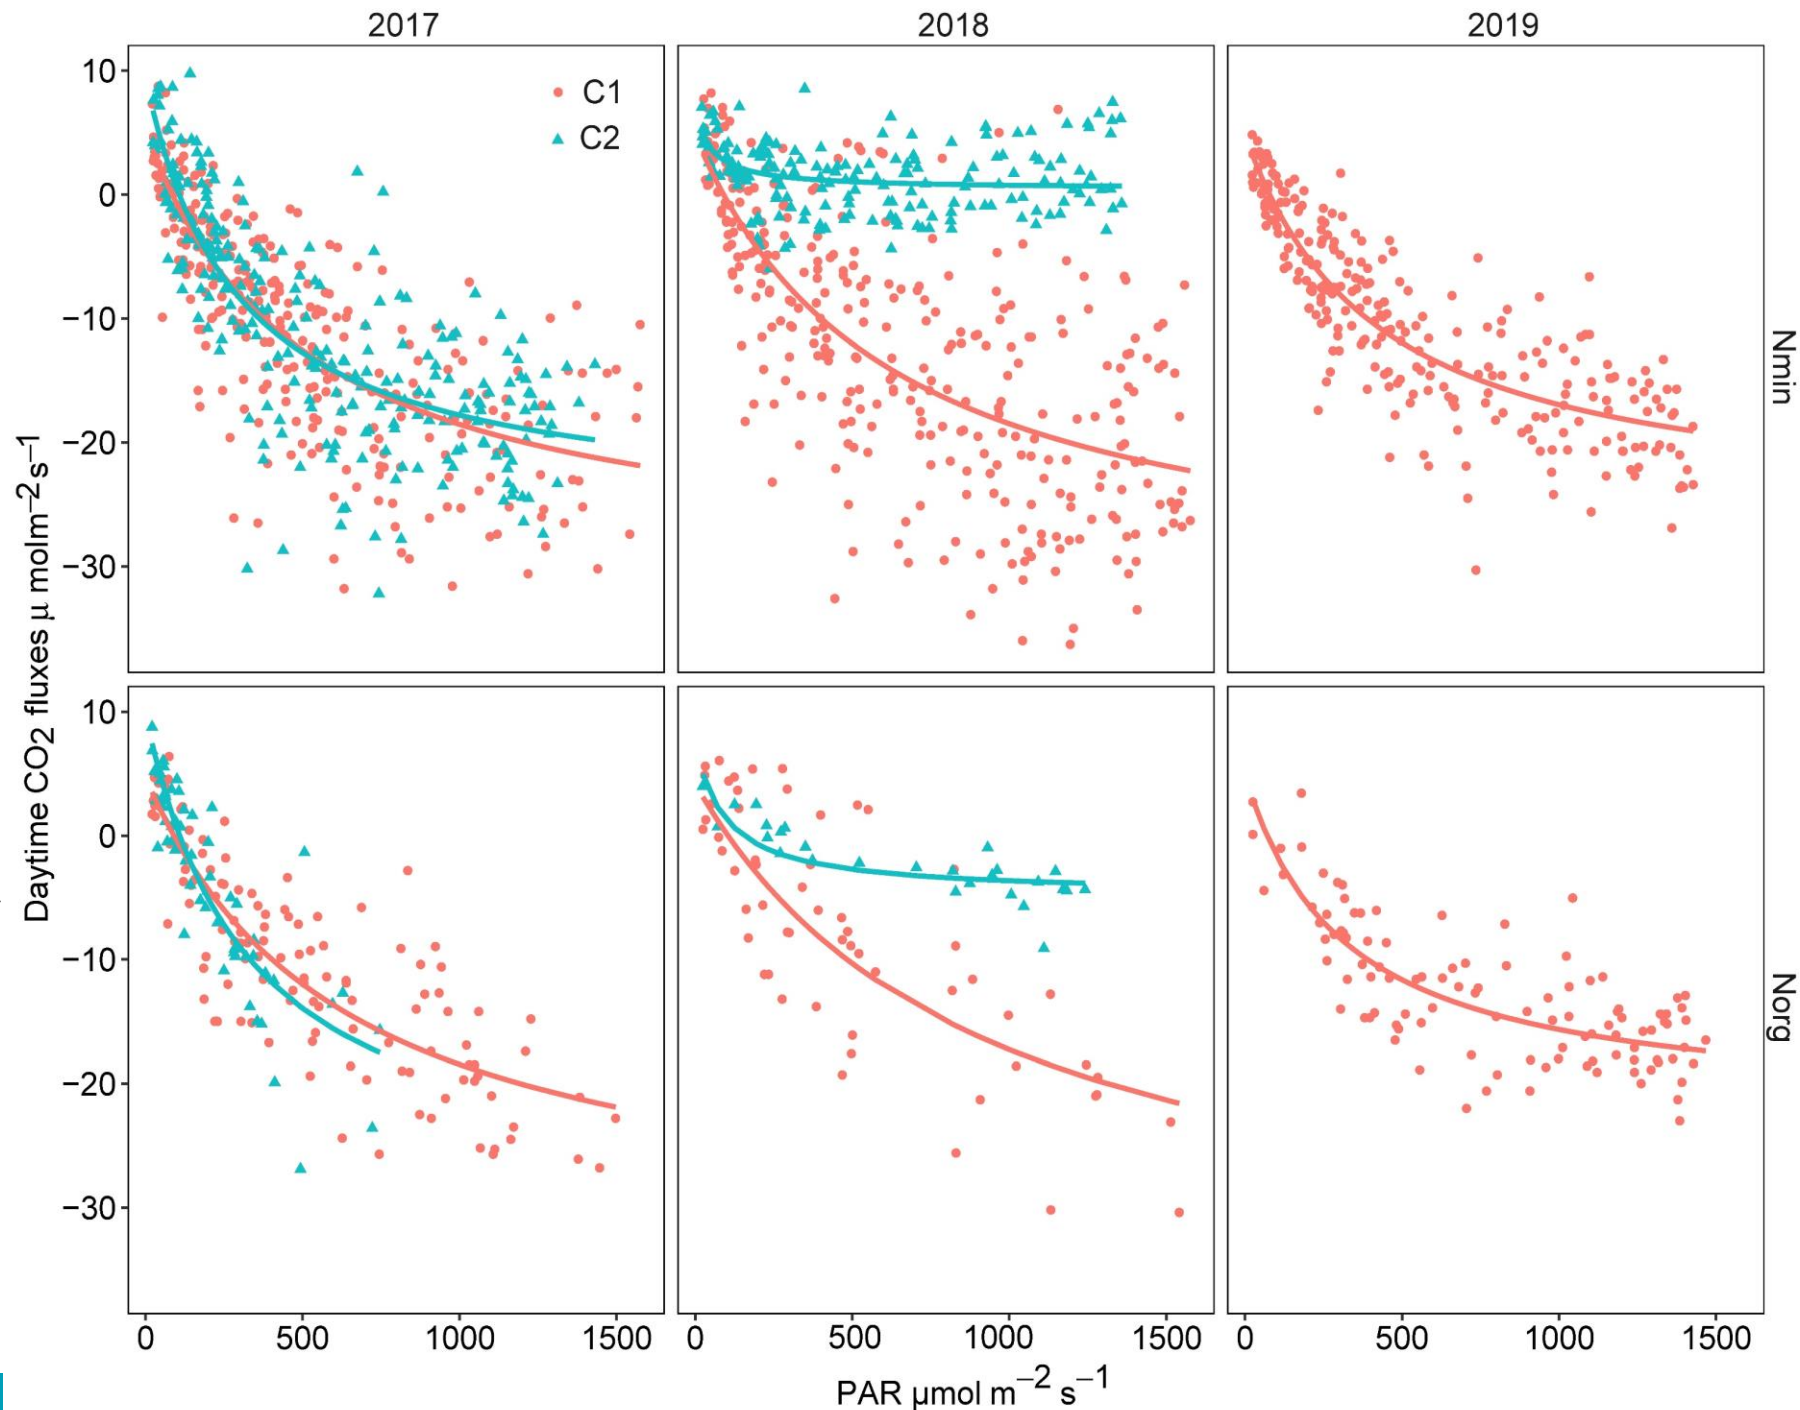 2017 2018 2019
C1
C2
10
0
−10
−20
−30
Nmin
10
0
−10
−20
−30
Norg
Daytime CO2 fluxes μ molm−2s−1
0 500 1000 1500 0 500 1000 1500 0 500 1000 1500
PAR μmol m−2 s−1